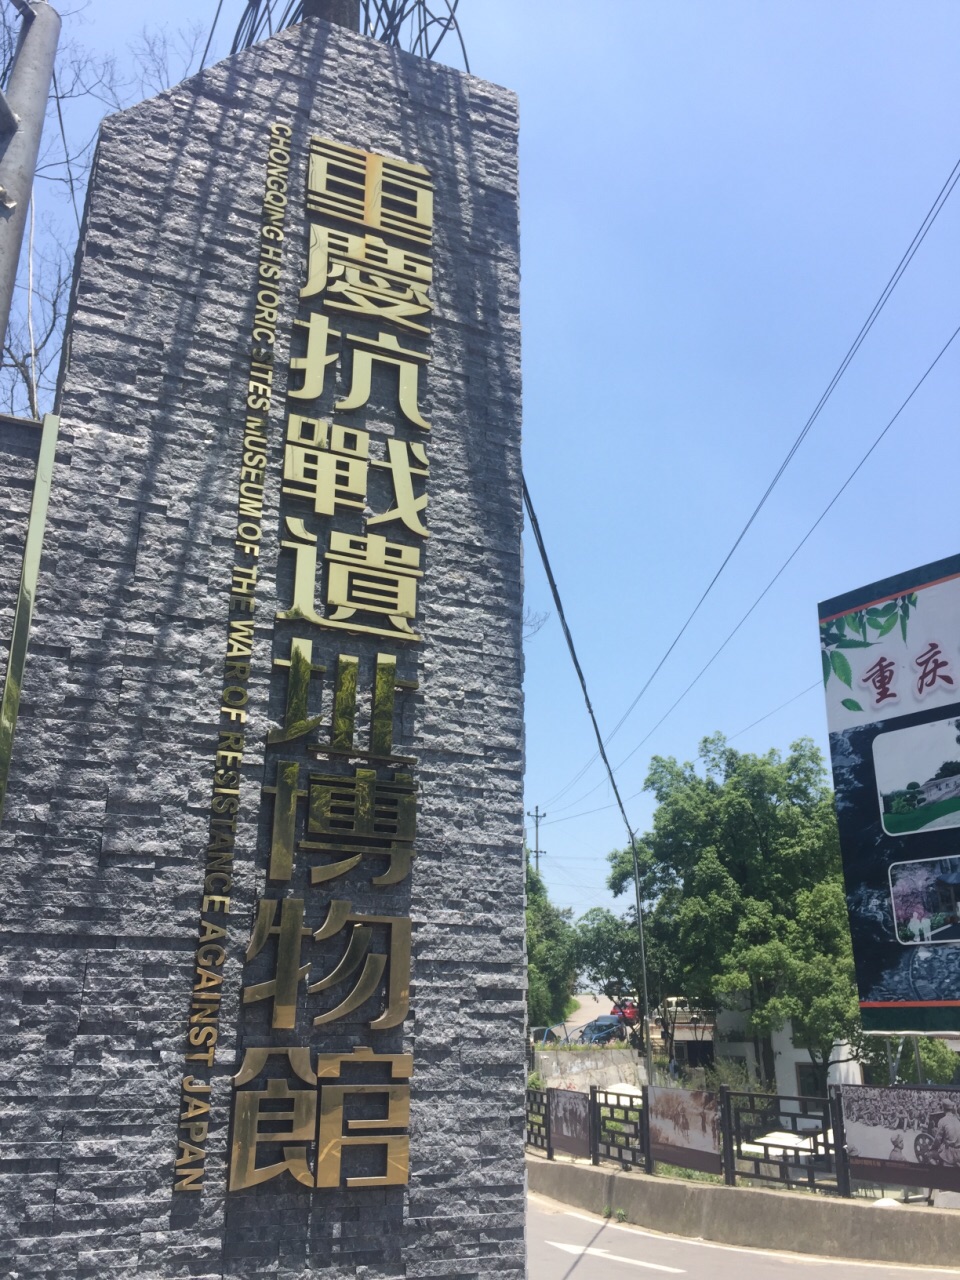 重慶抗戰遺址博物館
CHONGQING HISTORIC SITES MUSEUM OF THE WAR OF RESISTANCE AGAINST JAPAN
重庆